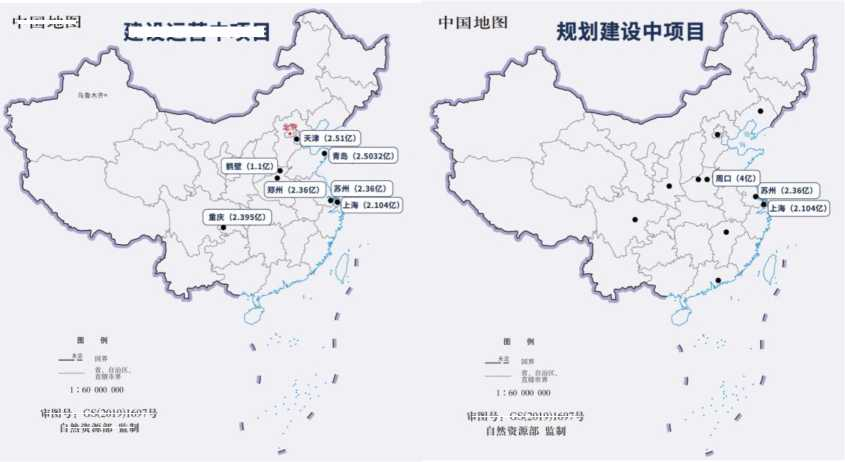 中国地图
建设运营中项目
乌鲁木齐
北京
天津（2.51亿）
青岛（2.5032亿）
鹤壁（1.1亿）
郑州（2.36亿）
苏州（2.36亿）
上海（2.104亿）
重庆（2.395亿）
图 例
未定
国界
省、自治区、
直辖市界
1：60 000 000
审图号：GS(2019)1697号
自然资源部 监制
中国地图
规划建设中项目
周口（4亿）
苏州（2.36亿）
上海（2.104亿）
图 例
未定
国界
省、自治区、
直辖市界
1：60 000 000
审图号：GS(2019)1697号
自然资源部 监制